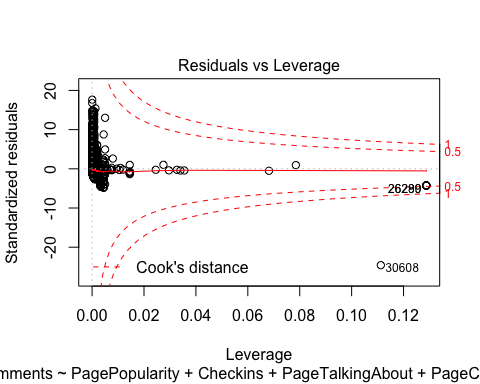 Residuals vs Leverage
Standardized residuals
20
10
0
-10
-20
1
0.5
0.5
1
30608
Cook's distance
0.00 0.02 0.04 0.06 0.08 0.10 0.12
Leverage
mments ~ PagePopularity + Checkins + PageTalkingAbout + PageC